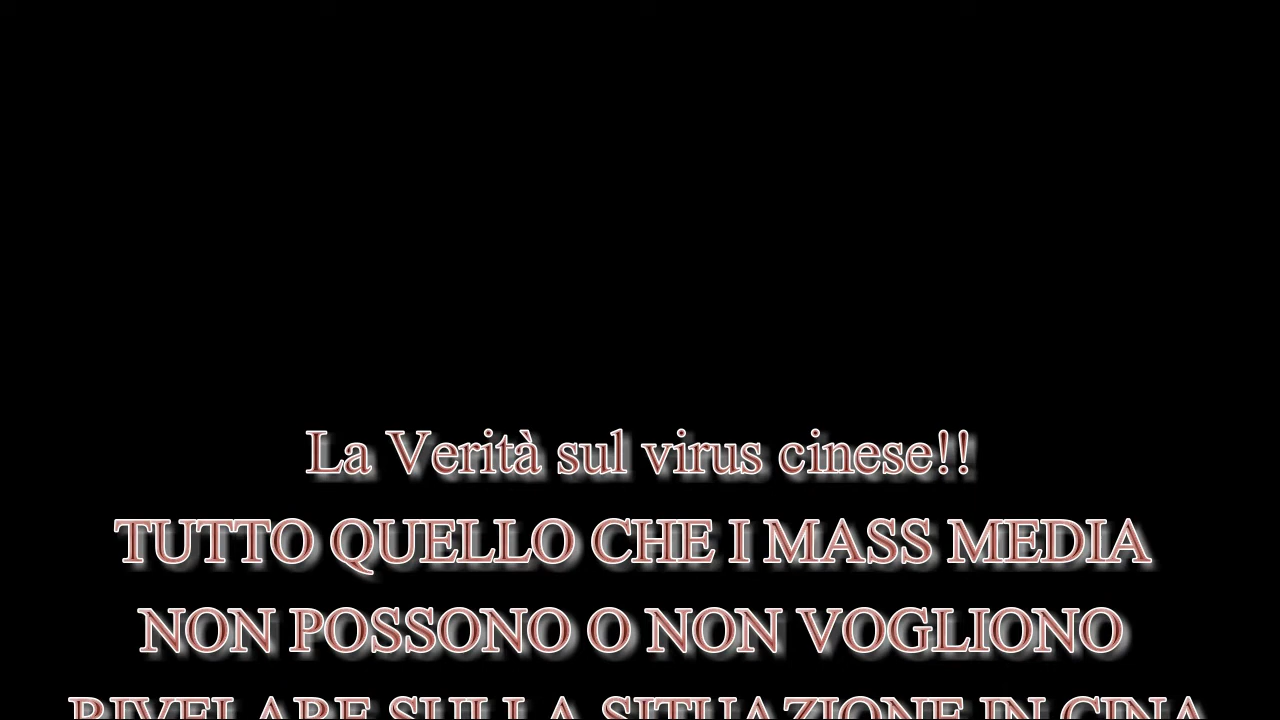 La Verità sul virus cinese!!
TUTTO QUELLO CHE I MASS MEDIA
NON POSSONO O NON VOGLIONO
RIVELARE SULLA SITUAZIONE IN CINA